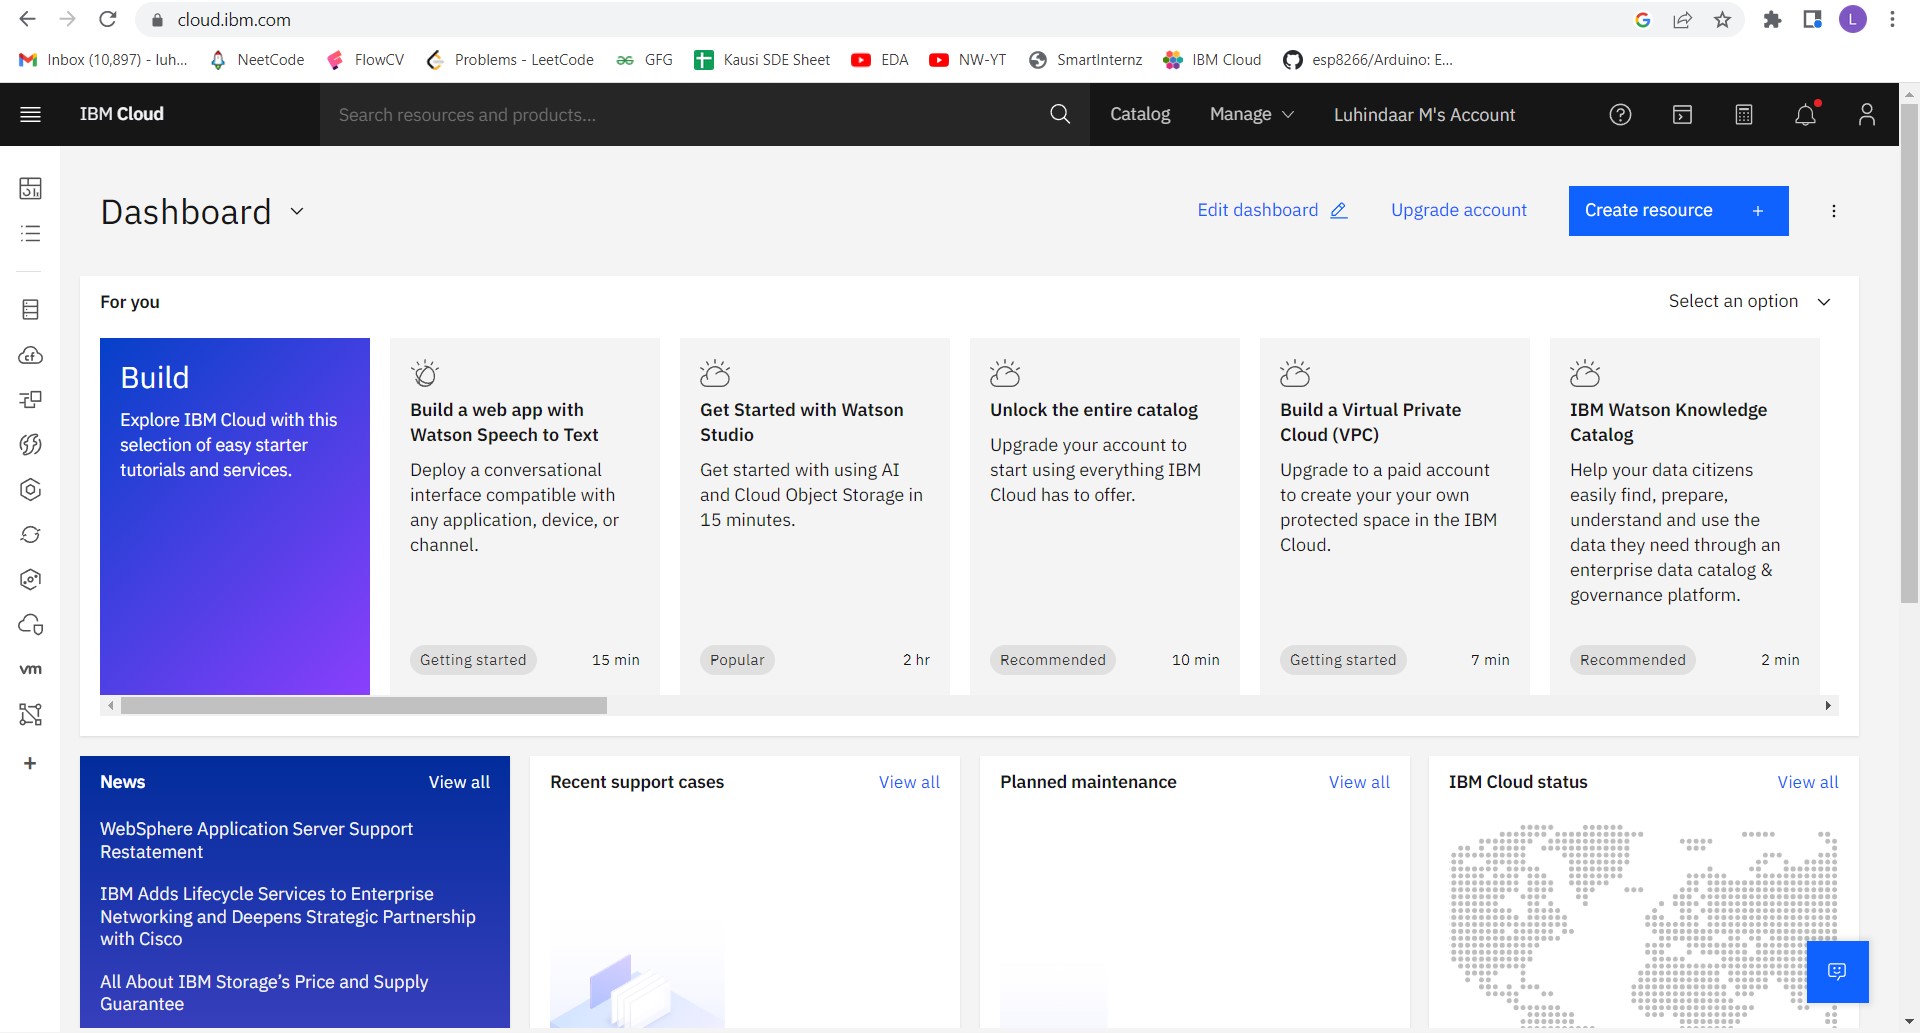 cloud.ibm.com
L
Inbox (10,897) - luh...
NeetCode
FlowCV
Problems - LeetCode
GFG
Kausi SDE Sheet
EDA
NW-YT
SmartInternz
IBM Cloud
esp8266/Arduino: E...
IBM Cloud
Search resources and products...
Catalog
Manage
Luhindaar M's Account
Dashboard
Edit dashboard
Upgrade account
Create resource +
For you
Select an option
Build
Explore IBM Cloud with this
selection of easy starter
tutorials and services.
Build a web app with
Watson Speech to Text
Deploy a conversational
interface compatible with
any application, device, or
channel.
Getting started 15 min
Get Started with Watson
Studio
Get started with using AI
and Cloud Object Storage in
15 minutes.
Popular 2 hr
Unlock the entire catalog
Upgrade your account to
start using everything IBM
Cloud has to offer.
Recommended 10 min
Build a Virtual Private
Cloud (VPC)
Upgrade to a paid account
to create your your own
protected space in the IBM
Cloud.
Getting started 7 min
IBM Watson Knowledge
Catalog
Help your data citizens
easily find, prepare,
understand and use the
data they need through an
enterprise data catalog &
governance platform.
Recommended 2 min
cf
vm
News View all
WebSphere Application Server Support
Restatement
IBM Adds Lifecycle Services to Enterprise
Networking and Deepens Strategic Partnership
with Cisco
All About IBM Storage’s Price and Supply
Guarantee
Recent support cases View all
Planned maintenance View all
IBM Cloud status View all